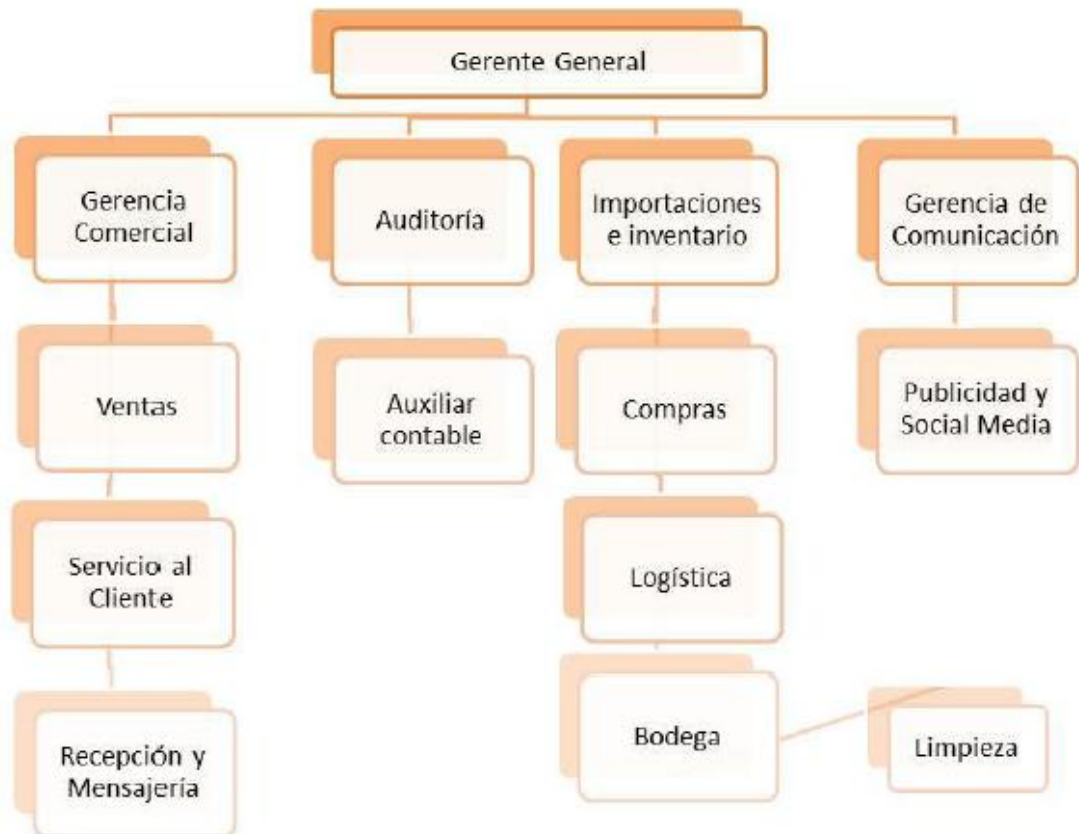 Gerente General
Gerencia
Comercial
Auditoría
Importaciones
e inventario
Gerencia de
Comunicación
Ventas
Auxiliar
contable
Compras
Publicidad y
Social Media
Servicio al
Cliente
Logística
Recepción y
Mensajería
Bodega
Limpieza